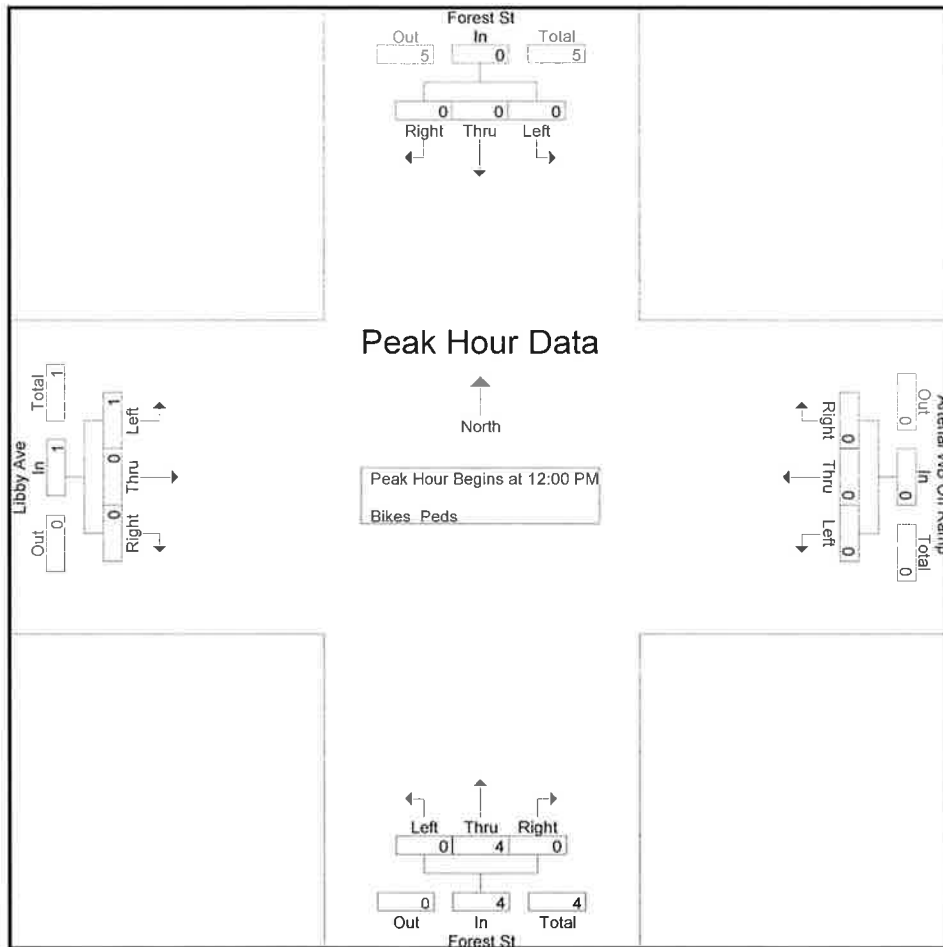 Forest St
Out In Total
5 0 5
0 0 0
Right Thru Left
Peak Hour Data
North
Peak Hour Begins at 12:00 PM
Bikes Peds
Libby Ave
Total In Out
1 1 0
1 0 0
Left Thru Right
Right Thru Left
0 0 0
Out In Total
0 0 0
Left Thru Right
0 4 0
0 4 4
Out In Total
Forest St